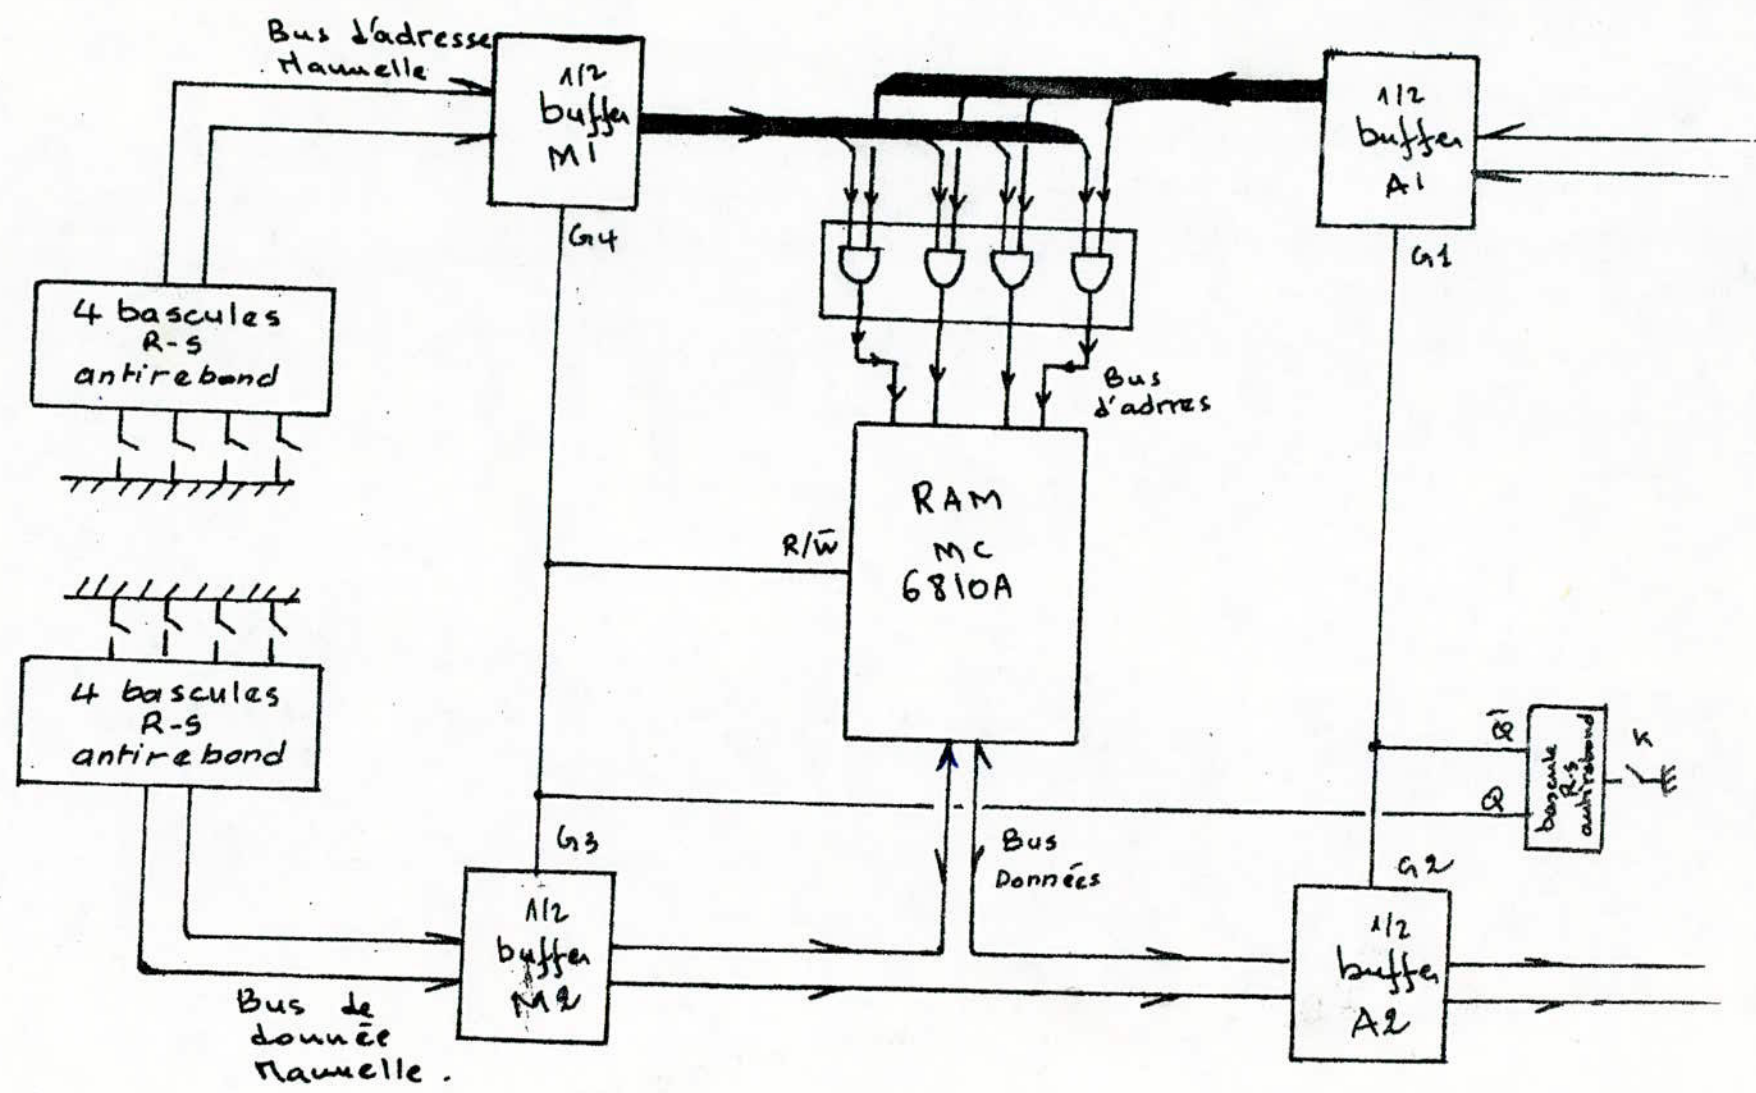 Bus d'adresse
Manuelle
1/2
buffer
M1
G4
1/2
buffer
A1
G1
4 bascules
R-S
antirebond
Bus
d'adrres
RAM
MC
6810A
R/W̅
4 bascules
R-S
antirebond
Q̅
Q
bascule
R-S
antirebond
K
G3
1/2
buffer
M2
Bus
Données
G2
1/2
buffer
A2
Bus de
donnée
Manuelle.